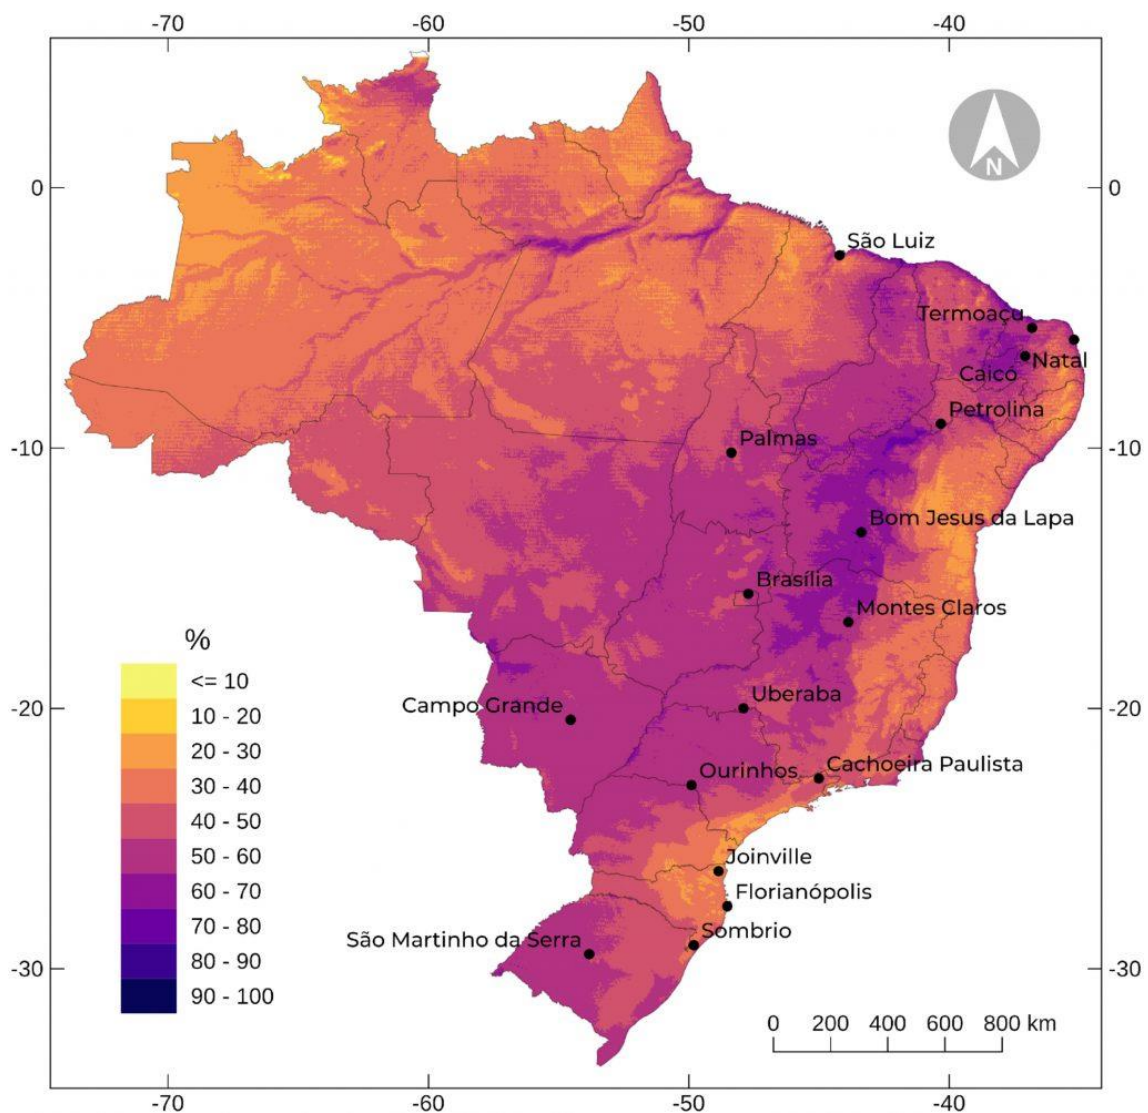 -70 -60 -50 -40
N
0 0
São Luiz
Termoaçu
Natal
Caicó
Petrolina
Palmas
-10 -10
Bom Jesus da Lapa
Brasília
Montes Claros
%
<= 10
Uberaba
Campo Grande
-20 10 - 20 -20
20 - 30
Ourinhos
Cachoeira Paulista
30 - 40
40 - 50
50 - 60
Joinville
60 - 70
Florianópolis
70 - 80
Sombrio
São Martinho da Serra
80 - 90
-30 -30
90 - 100
0 200 400 600 800 km
-70 -60 -50 -40